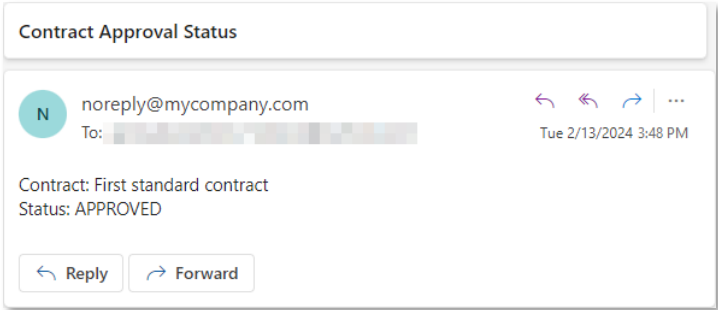 Contract Approval Status
N
noreply@mycompany.com
To:
Tue 2/13/2024 3:48 PM
Contract: First standard contract
Status: APPROVED
Reply
Forward